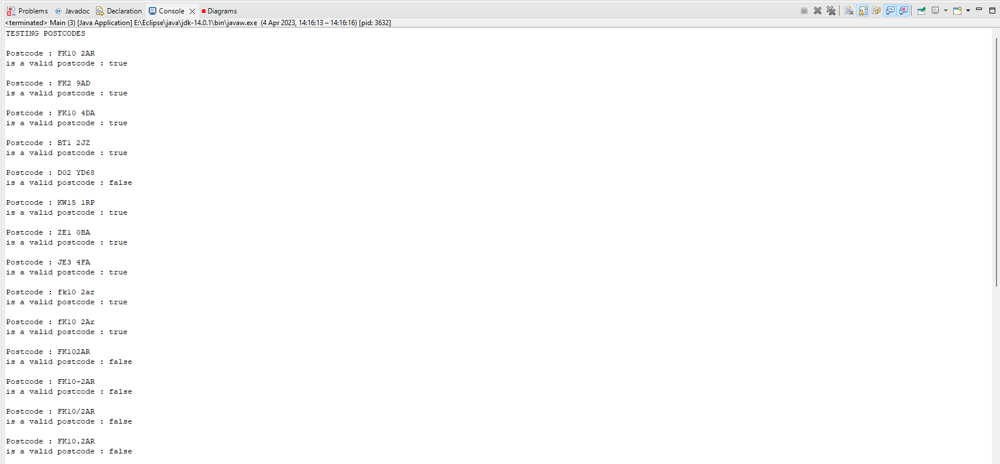 Problems @ Javadoc Declaration Console Diagrams
<terminated> Main (3) [Java Application] E:\Eclipse\java\jdk-14.0.1\bin\javaw.exe (4 Apr 2023, 14:16:13 – 14:16:16) [pid: 3632]
TESTING POSTCODES
Postcode : FK10 2AR
is a valid postcode : true
Postcode : FK2 9AD
is a valid postcode : true
Postcode : FK10 4DA
is a valid postcode : true
Postcode : BT1 2JZ
is a valid postcode : true
Postcode : D02 YD68
is a valid postcode : false
Postcode : KW15 1RP
is a valid postcode : true
Postcode : ZE1 0BA
is a valid postcode : true
Postcode : JE3 4FA
is a valid postcode : true
Postcode : fk10 2ar
is a valid postcode : true
Postcode : fK10 2Ar
is a valid postcode : true
Postcode : FK102AR
is a valid postcode : false
Postcode : FK10-2AR
is a valid postcode : false
Postcode : FK10/2AR
is a valid postcode : false
Postcode : FK10.2AR
is a valid postcode : false